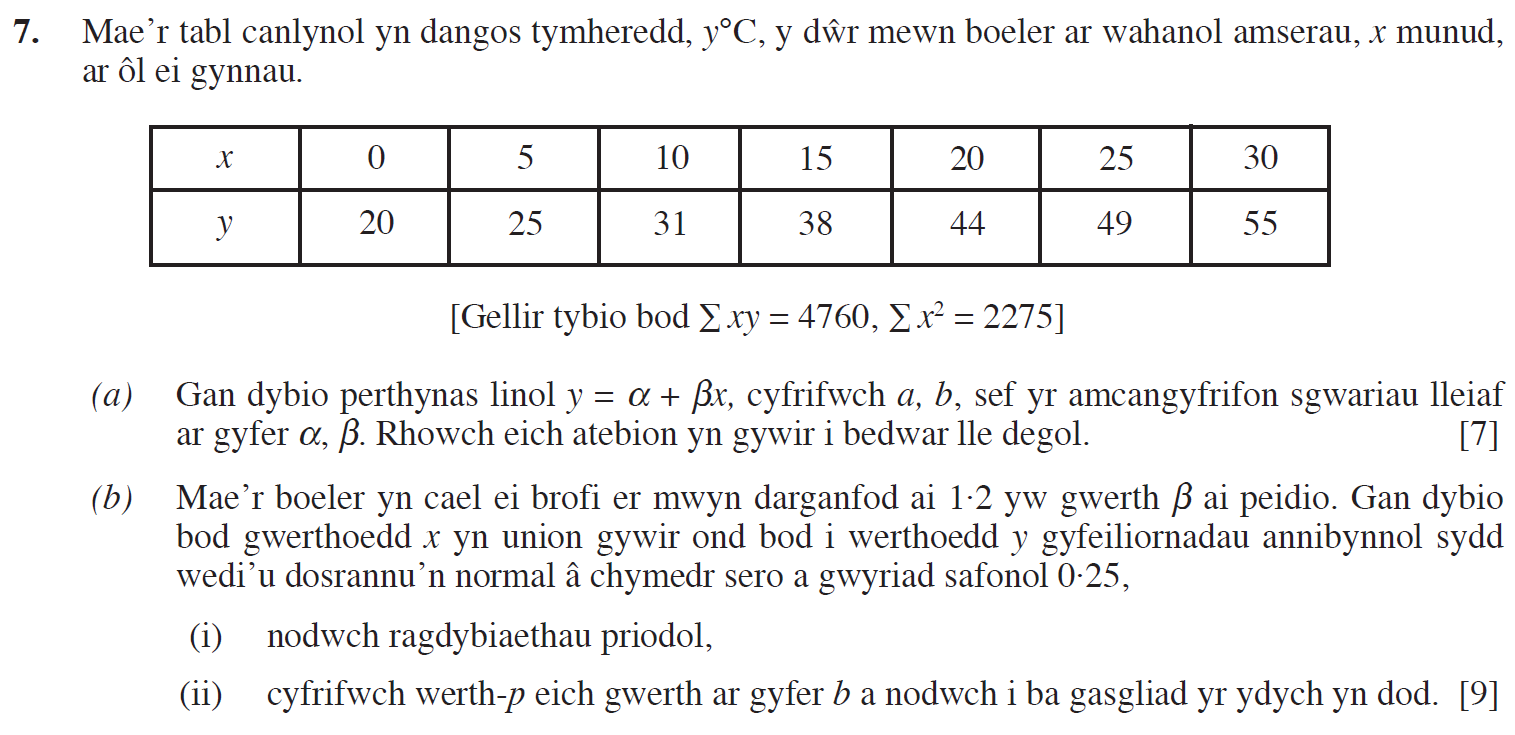 7. Mae'r tabl canlynol yn dangos tymheredd, y°C, y dŵr mewn boeler ar wahanol amserau, x munud,
ar ôl ei gynnau.
x 0 5 10 15 20 25 30
y 20 25 31 38 44 49 55
[Gellir tybio bod ∑ xy = 4760, ∑ x² = 2275]
(a) Gan dybio perthynas linol y = α + βx, cyfrifwch a, b, sef yr amcangyfrifon sgwariau lleiaf
ar gyfer α, β. Rhowch eich atebion yn gywir i bedwar lle degol. [7]
(b) Mae'r boeler yn cael ei brofi er mwyn darganfod ai 1·2 yw gwerth β ai peidio. Gan dybio
bod gwerthoedd x yn union gywir ond bod i werthoedd y gyfeiliornadau annibynnol sydd
wedi'u dosrannu'n normal â chymedr sero a gwyriad safonol 0·25,
(i) nodwch ragdybiaethau priodol,
(ii) cyfrifwch werth-p eich gwerth ar gyfer b a nodwch i ba gasgliad yr ydych yn dod. [9]